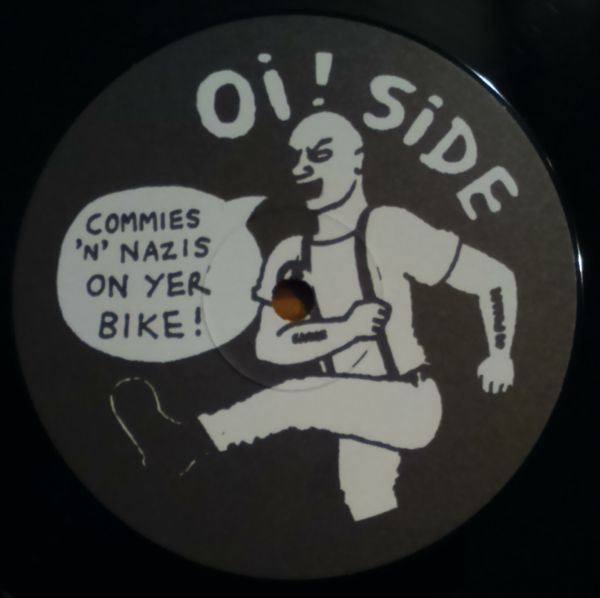 Oi! SiDE
COMMIES
'N' NAZIS
ON YER
BIKE!